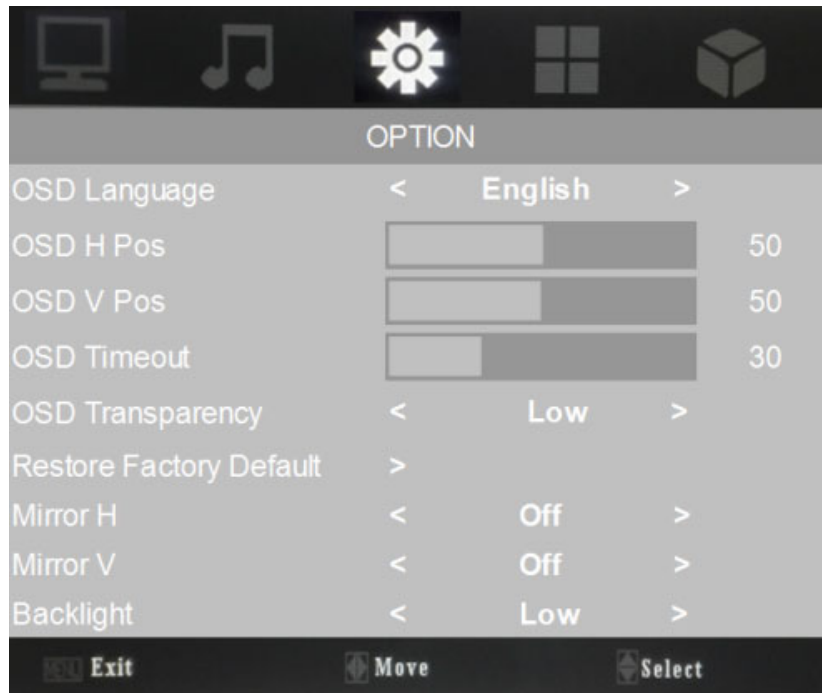 OPTION
OSD Language < English >
OSD H Pos 50
OSD V Pos 50
OSD Timeout 30
OSD Transparency < Low >
Restore Factory Default >
Mirror H < Off >
Mirror V < Off >
Backlight < Low >
MENU Exit Move Select